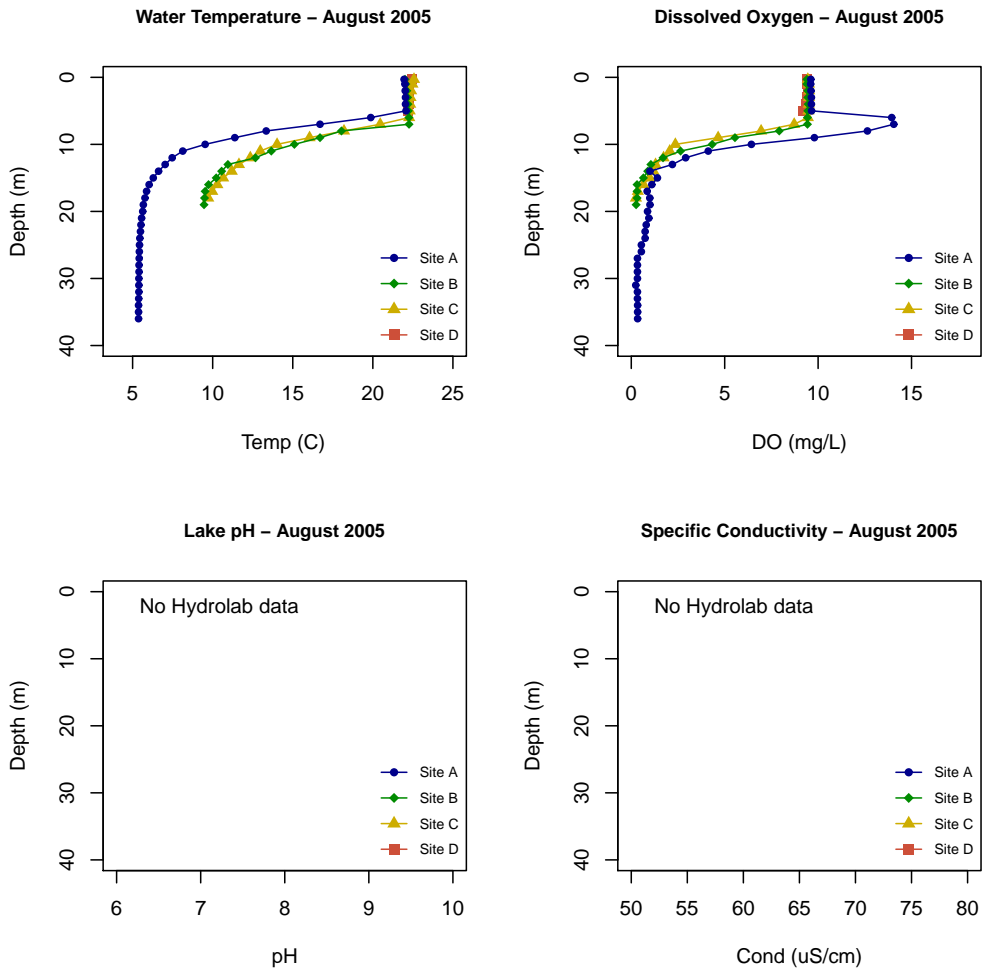 Water Temperature – August 2005
0
10
20
30
40
Depth (m)
Site A
Site B
Site C
Site D
5 10 15 20 25
Temp (C)
Dissolved Oxygen – August 2005
0
10
20
30
40
Depth (m)
Site A
Site B
Site C
Site D
0 5 10 15
DO (mg/L)
Lake pH – August 2005
No Hydrolab data
0
10
20
30
40
Depth (m)
Site A
Site B
Site C
Site D
6 7 8 9 10
pH
Specific Conductivity – August 2005
No Hydrolab data
0
10
20
30
40
Depth (m)
Site A
Site B
Site C
Site D
50 55 60 65 70 75 80
Cond (uS/cm)